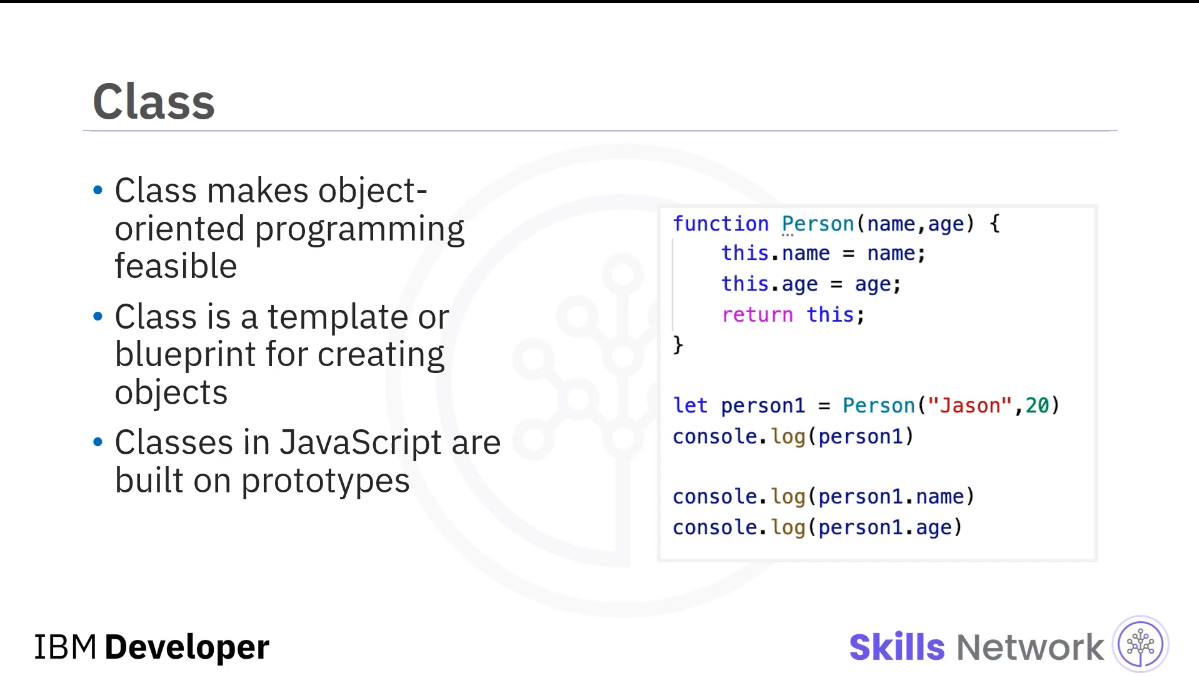 Class
• Class makes object-
oriented programming
feasible
• Class is a template or
blueprint for creating
objects
• Classes in JavaScript are
built on prototypes
function Person(name,age) {
    this.name = name;
    this.age = age;
    return this;
}
let person1 = Person("Jason",20)
console.log(person1)
console.log(person1.name)
console.log(person1.age)
IBM Developer
Skills Network